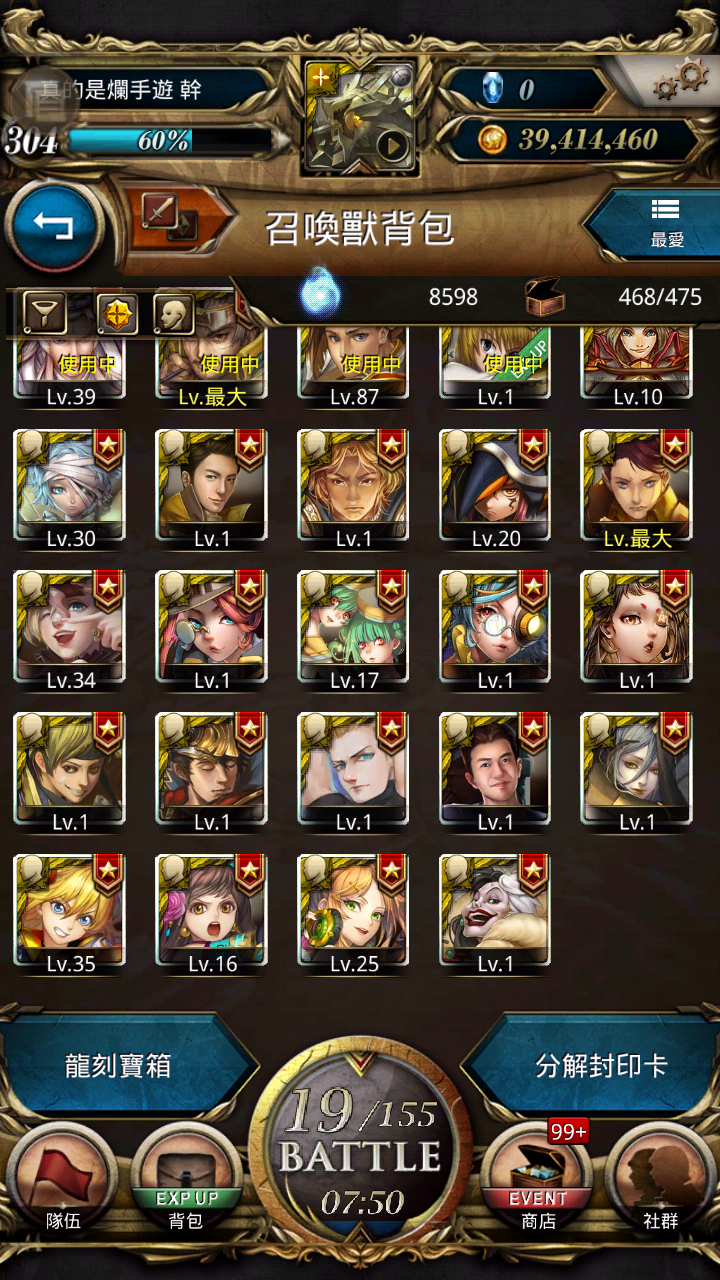 真的是爛手遊 幹
0
304
60%
39,414,460
召喚獸背包
最愛
8598
468/475
使用中
使用中
使用中
使用中
Lv.39
Lv.最大
Lv.87
Lv.1
Lv.10
Lv.30
Lv.1
Lv.1
Lv.20
Lv.最大
Lv.34
Lv.1
Lv.17
Lv.1
Lv.1
Lv.1
Lv.1
Lv.1
Lv.1
Lv.1
Lv.35
Lv.16
Lv.25
Lv.1
龍刻寶箱
分解封印卡
19/155
BATTLE
07:50
99+
EXP UP
EVENT
隊伍
背包
商店
社群